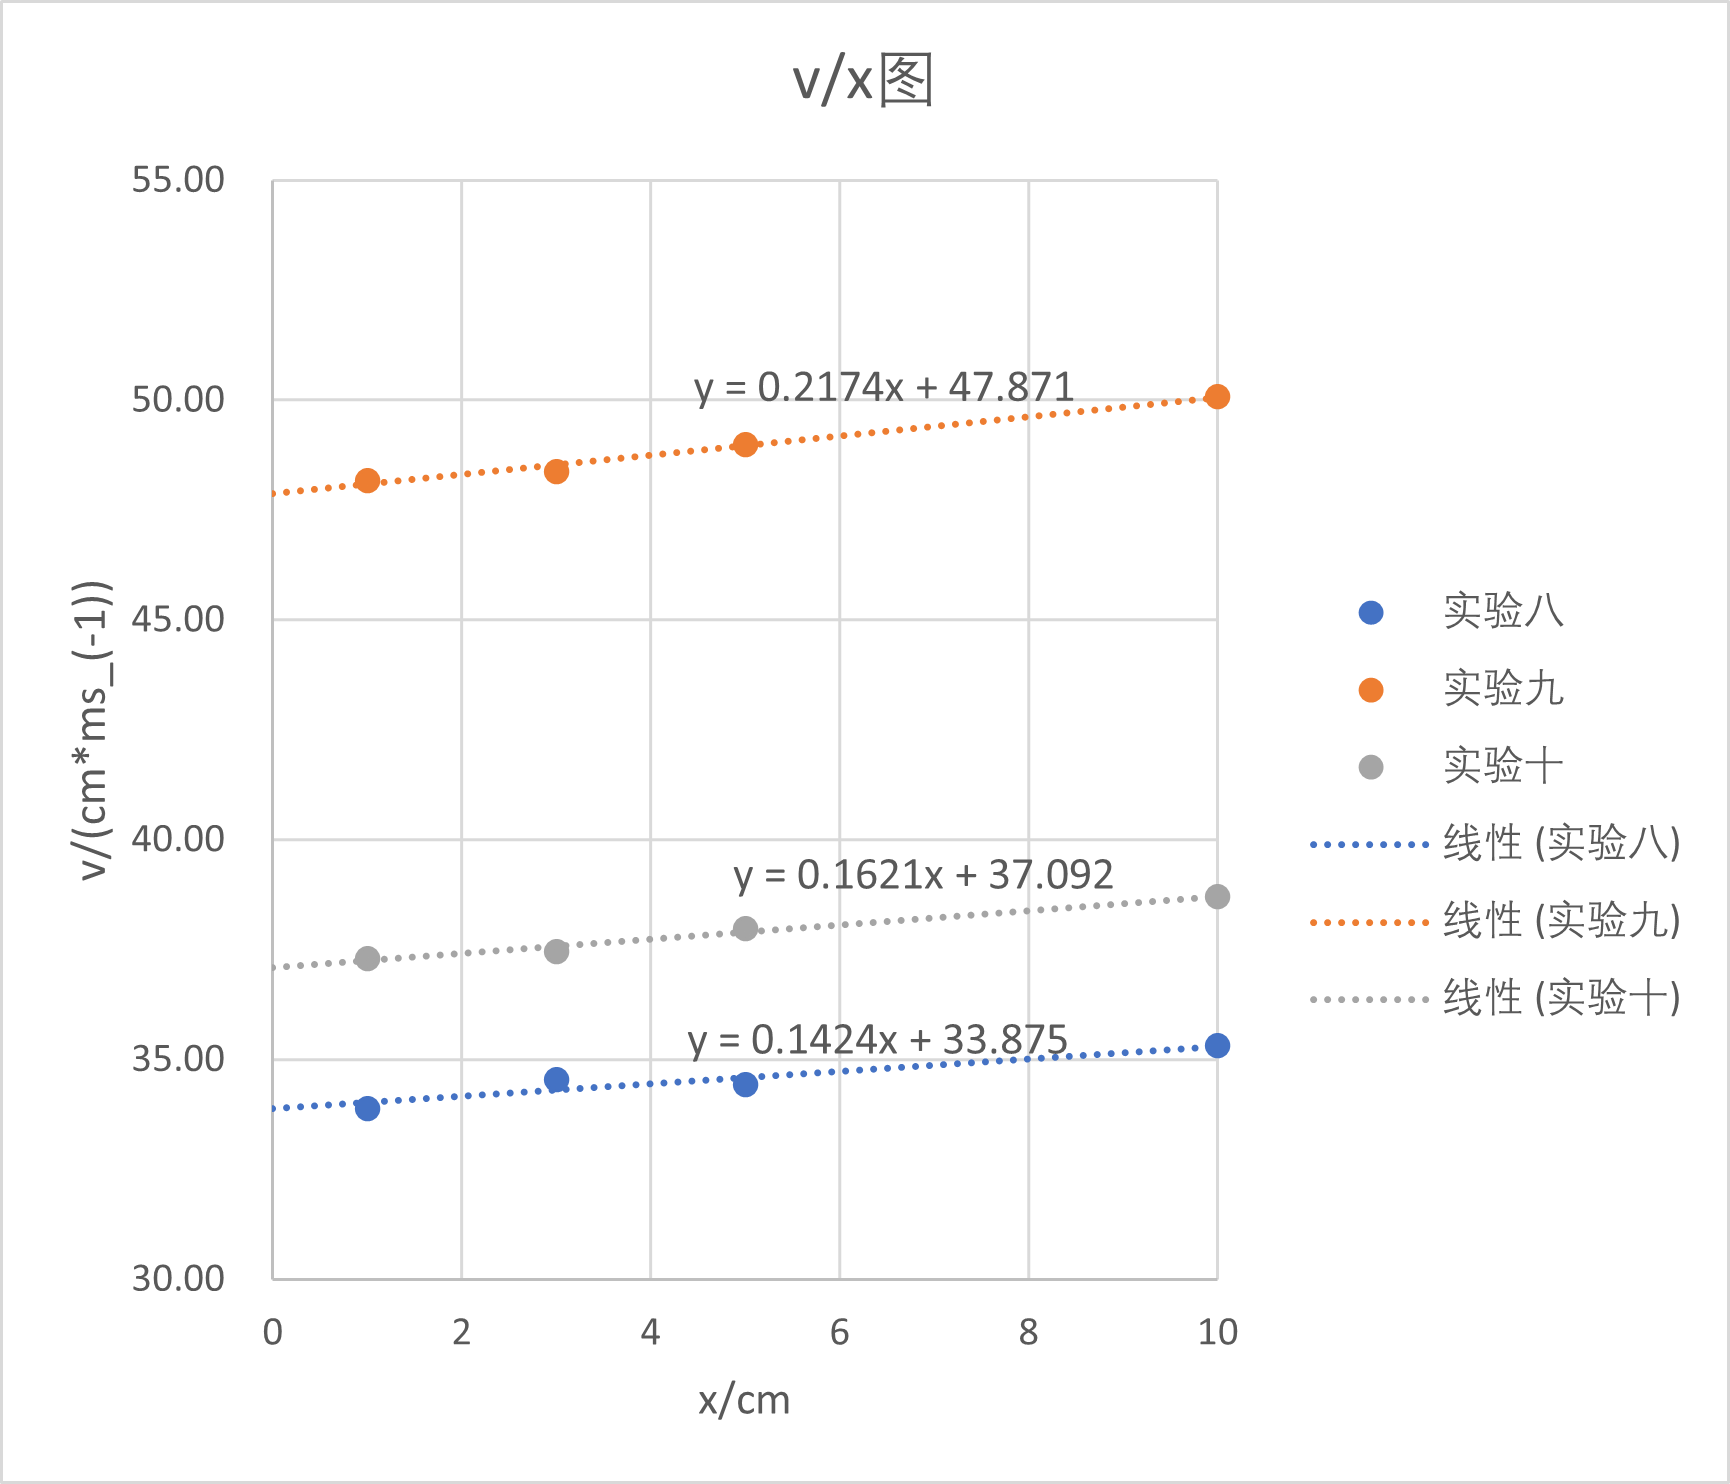 v/x图
55.00
50.00
45.00
40.00
35.00
30.00
v/(cm*ms_(-1))
y = 0.2174x + 47.871
y = 0.1621x + 37.092
y = 0.1424x + 33.875
0 2 4 6 8 10
x/cm
实验八
实验九
实验十
线性 (实验八)
线性 (实验九)
线性 (实验十)